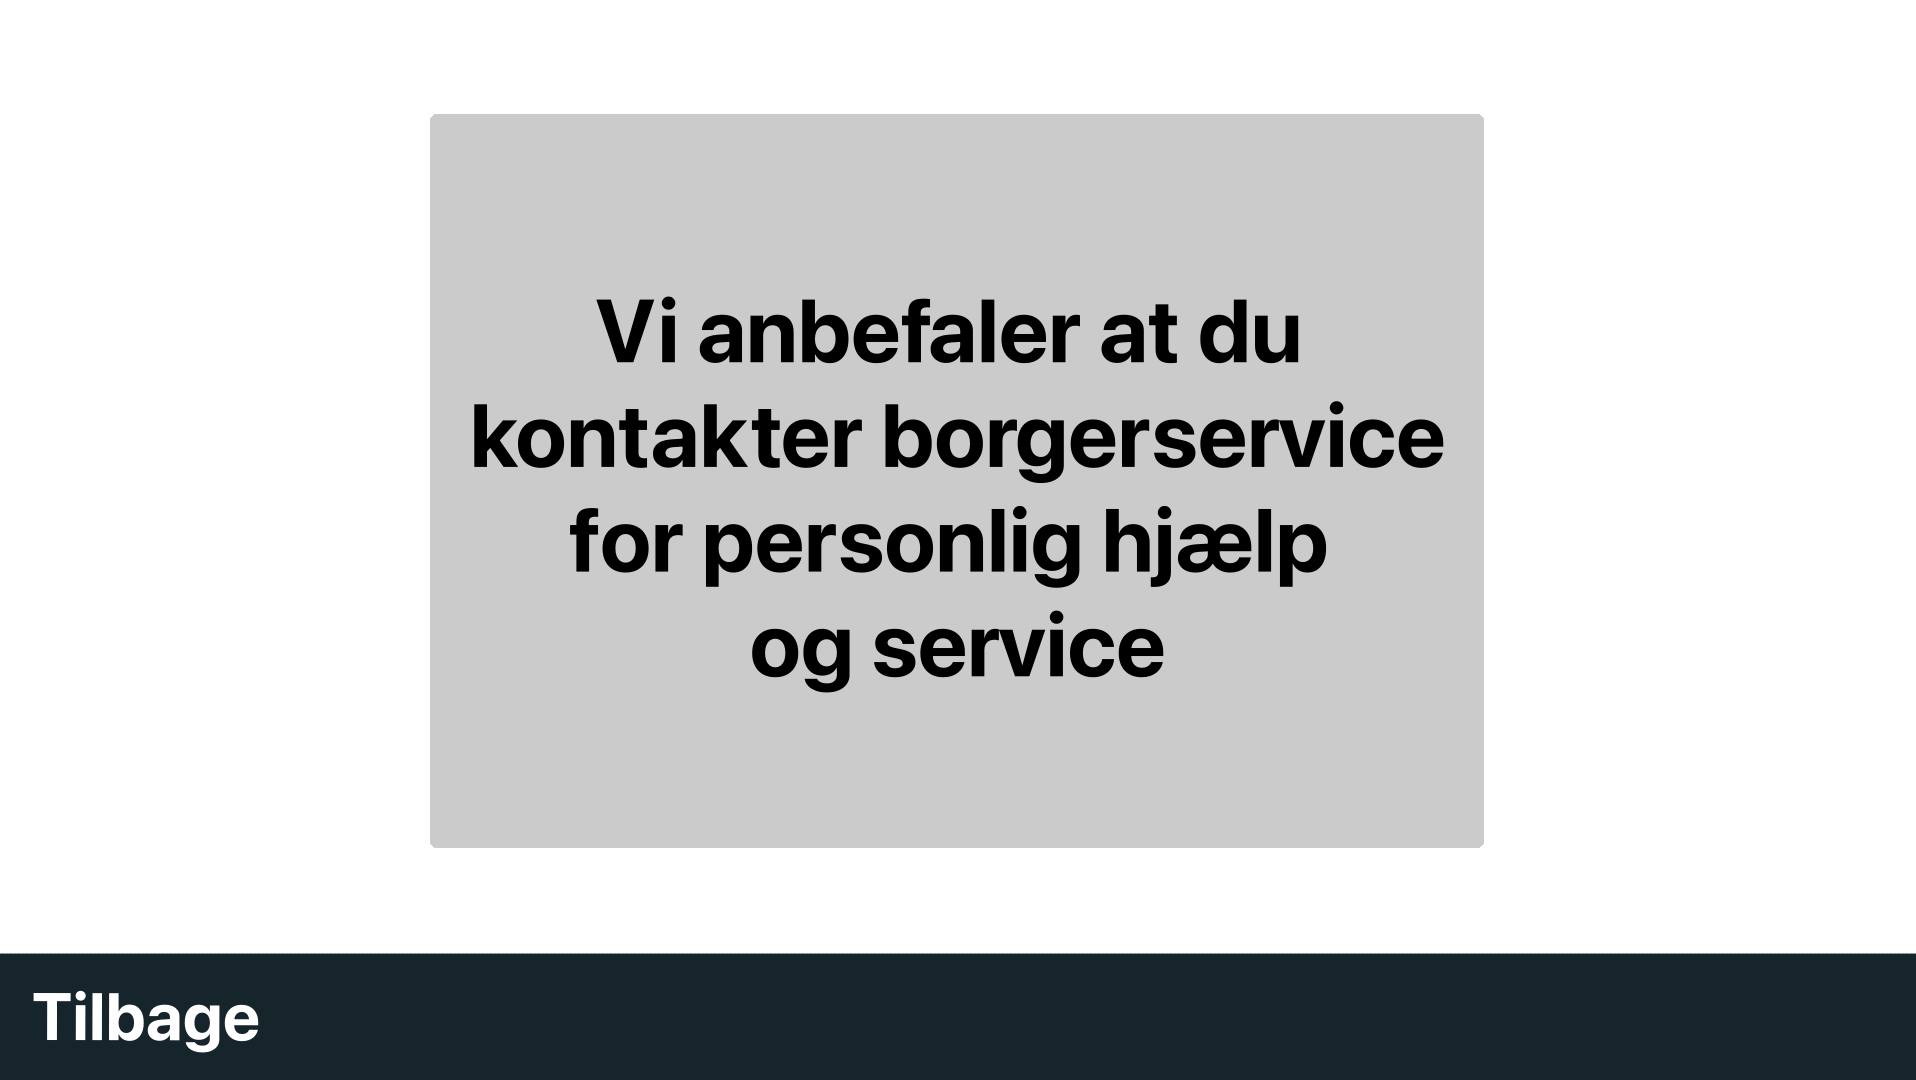 Vi anbefaler at du
kontakter borgerservice
for personlig hjælp
og service
Tilbage